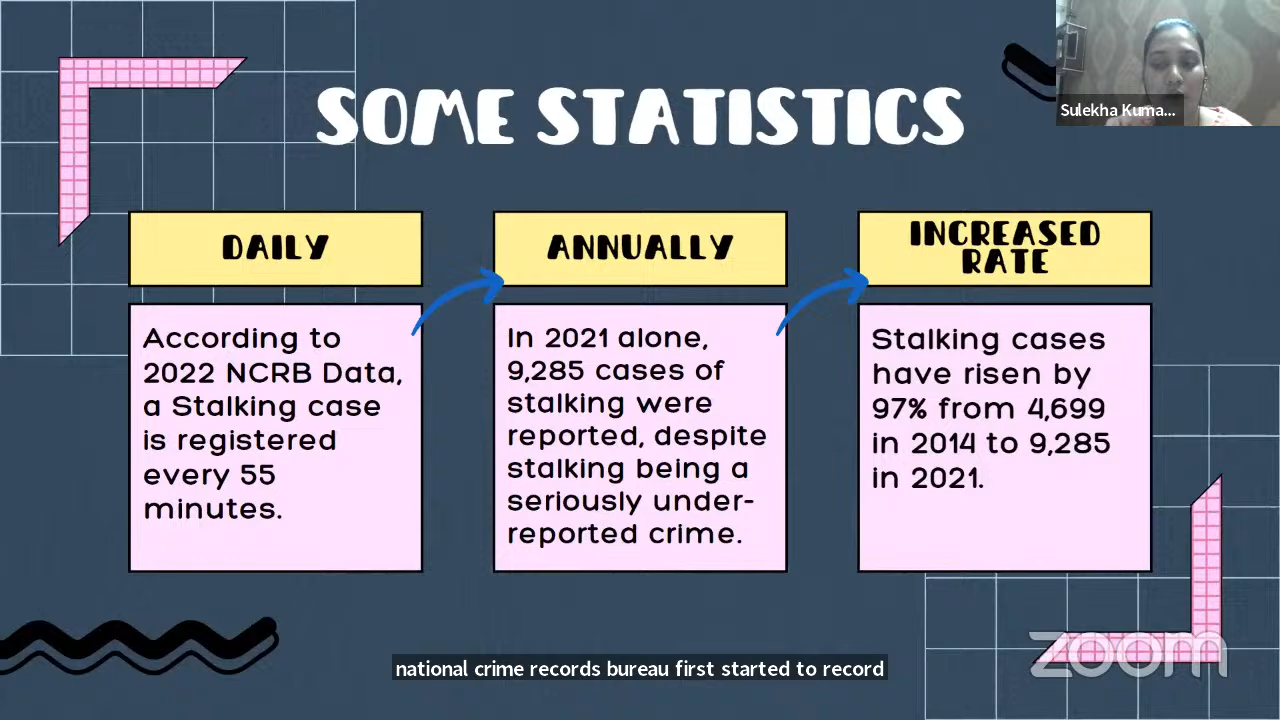 Sulekha Kuma...
SOME STATISTICS
DAILY
According to
2022 NCRB Data,
a Stalking case
is registered
every 55
minutes.
ANNUALLY
In 2021 alone,
9,285 cases of
stalking were
reported, despite
stalking being a
seriously under-
reported crime.
INCREASED
RATE
Stalking cases
have risen by
97% from 4,699
in 2014 to 9,285
in 2021.
national crime records bureau first started to record
zoom